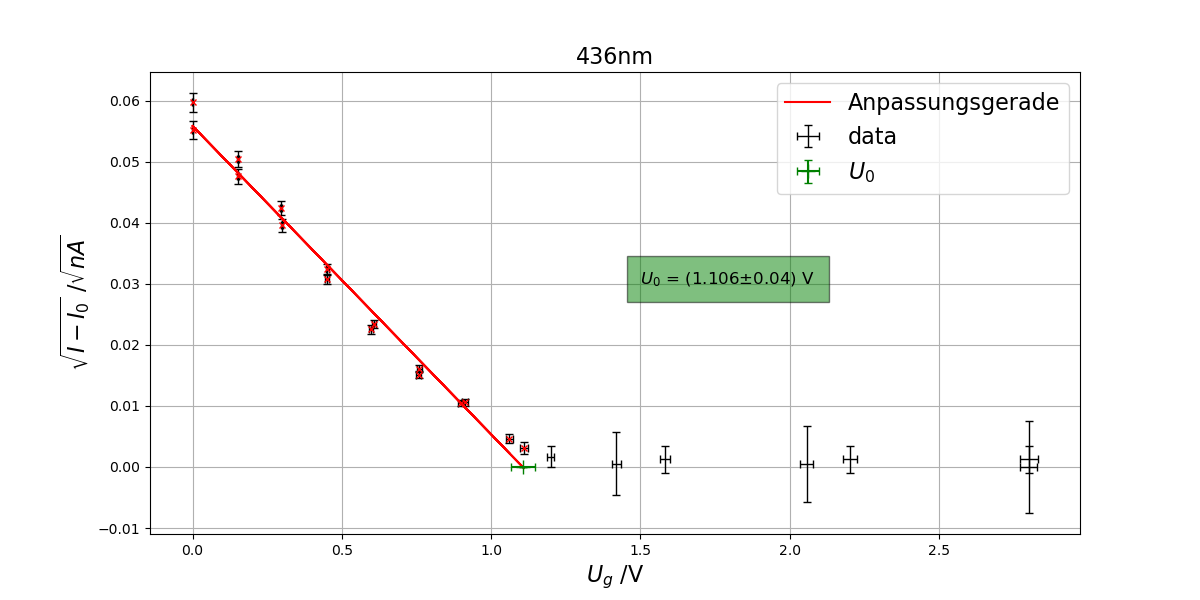 436nm
Anpassungsgerade
data
U₀
U₀ = (1.106±0.04) V
√I − I₀ /√nA
0.06
0.05
0.04
0.03
0.02
0.01
0.00
−0.01
0.0 0.5 1.0 1.5 2.0 2.5
U_g /V